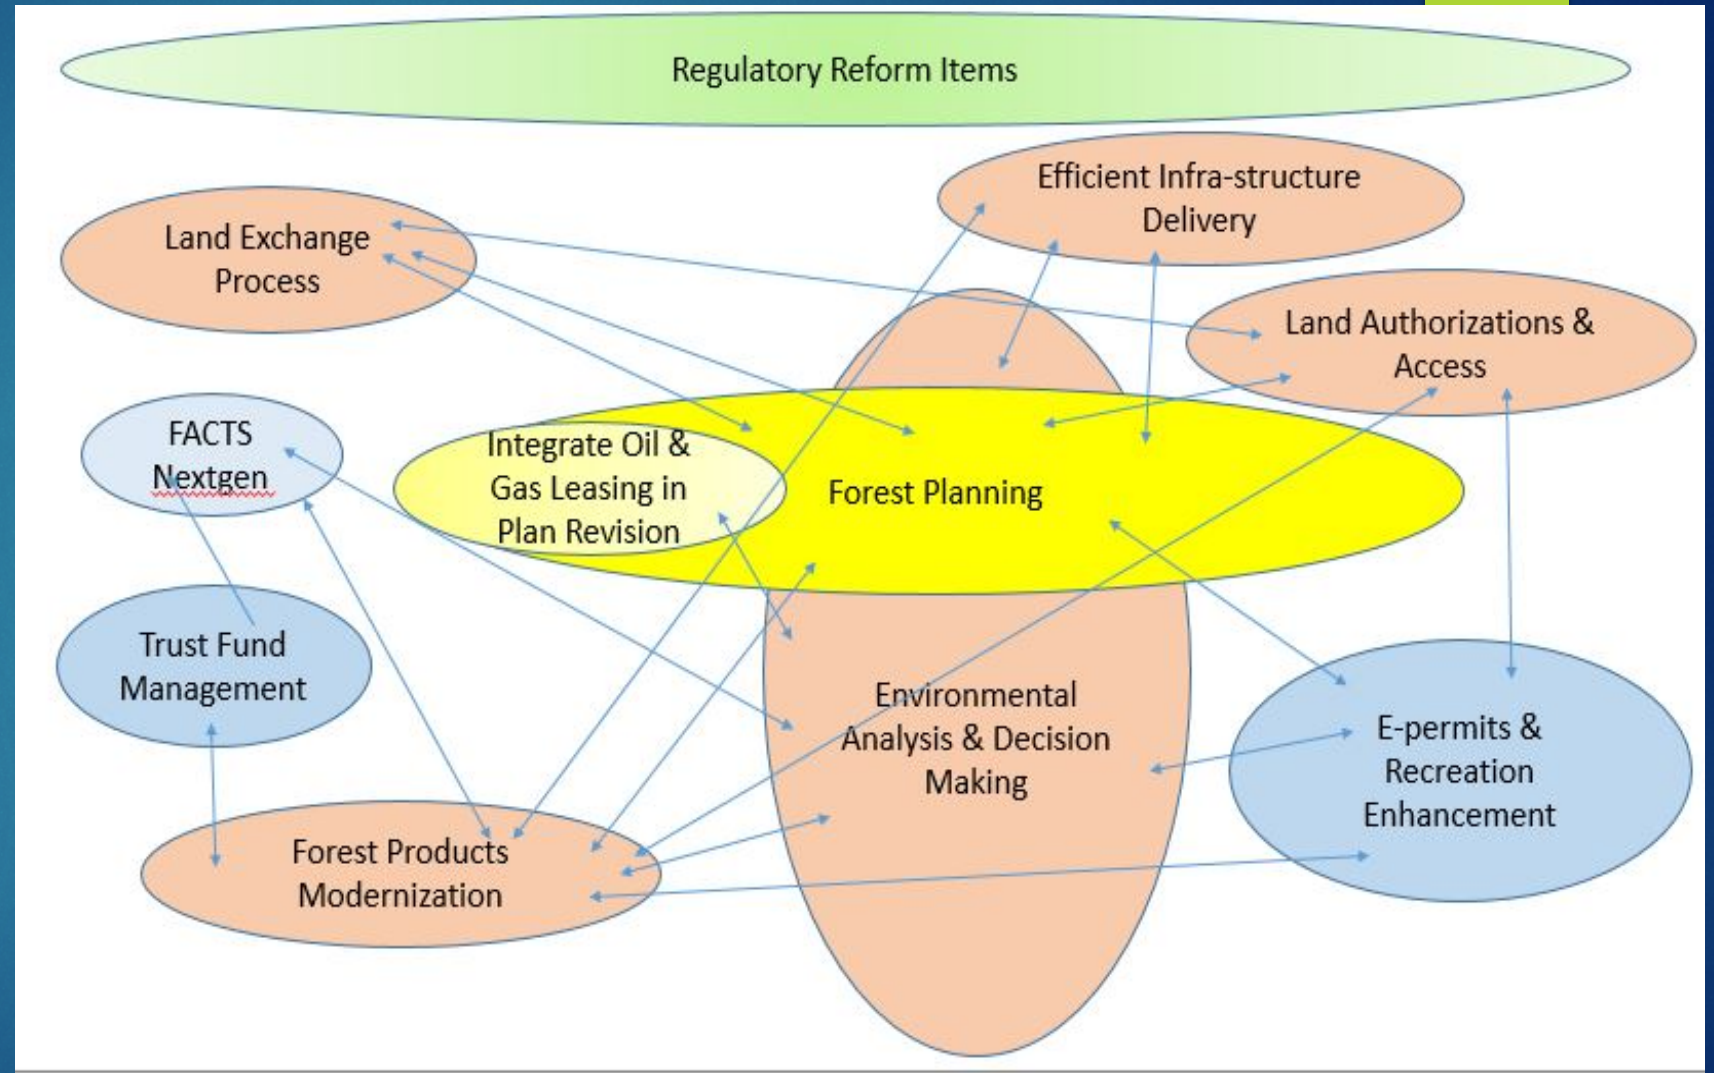 Regulatory Reform Items
Efficient Infra-structure
Delivery
Land Exchange
Process
Land Authorizations &
Access
FACTS
Nextgen
Integrate Oil &
Gas Leasing in
Plan Revision
Forest Planning
Trust Fund
Management
Environmental
Analysis & Decision
Making
E-permits &
Recreation
Enhancement
Forest Products
Modernization